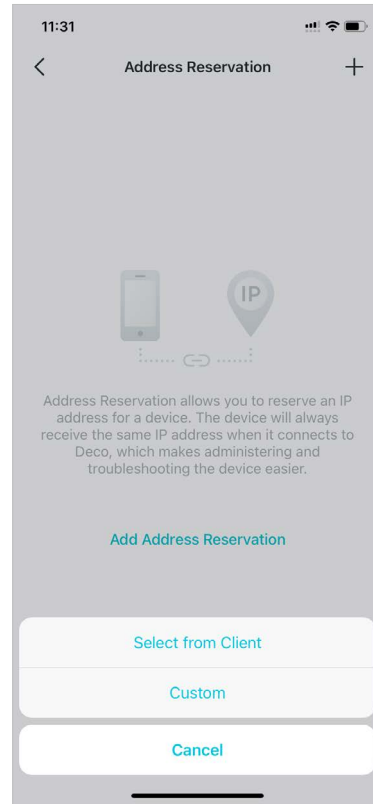 11:31
Address Reservation
IP
Address Reservation allows you to reserve an IP
address for a device. The device will always
receive the same IP address when it connects to
Deco, which makes administering and
troubleshooting the device easier.
Add Address Reservation
Select from Client
Custom
Cancel